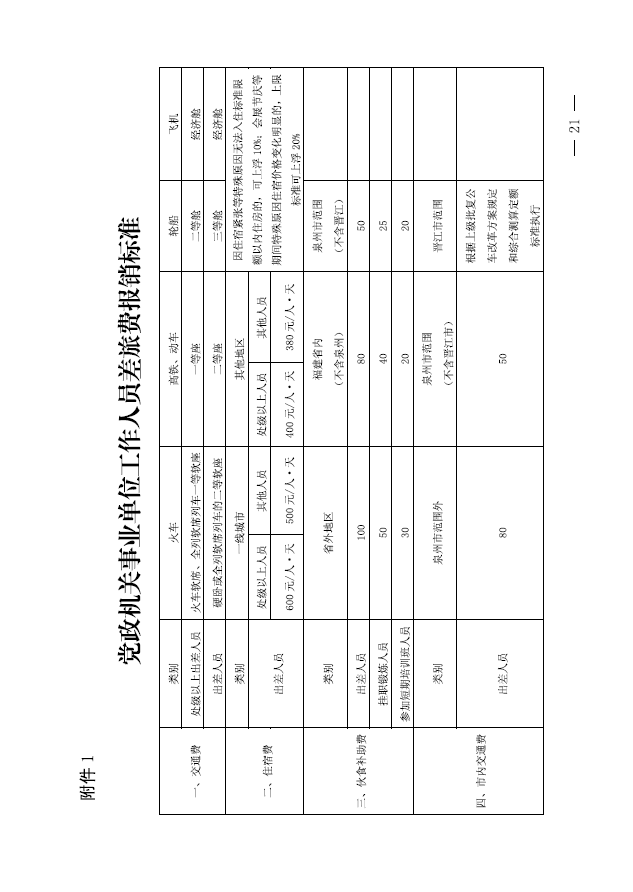 附件 1
党政机关事业单位工作人员差旅费报销标准
一、交通费
类别
火车
高铁、动车
轮船
飞机
处级以上出差人员
火车软席、全列软席列车一等软座
一等座
二等舱
经济舱
出差人员
硬卧或全列软席列车的二等软座
二等座
三等舱
经济舱
二、住宿费
类别
一线城市
其他地区
因住宿紧张等特殊原因无法入住标准限
额以内住房的，可上浮 10%；会展节庆等
期间特殊原因住宿价格变化明显的，上限
标准可上浮 20%
出差人员
处级以上人员
其他人员
处级以上人员
其他人员
600 元/人·天
500 元/人·天
400 元/人·天
380 元/人·天
三、伙食补助费
类别
省外地区
福建省内
（不含泉州）
泉州市范围
（不含晋江）
出差人员
100
80
50
挂职锻炼人员
50
40
25
参加短期培训班人员
30
20
20
四、市内交通费
类别
泉州市范围外
泉州市范围
（不含晋江市）
晋江市范围
出差人员
80
50
根据上级批复公
车改革方案规定
和综合测算定额
标准执行
— 21 —